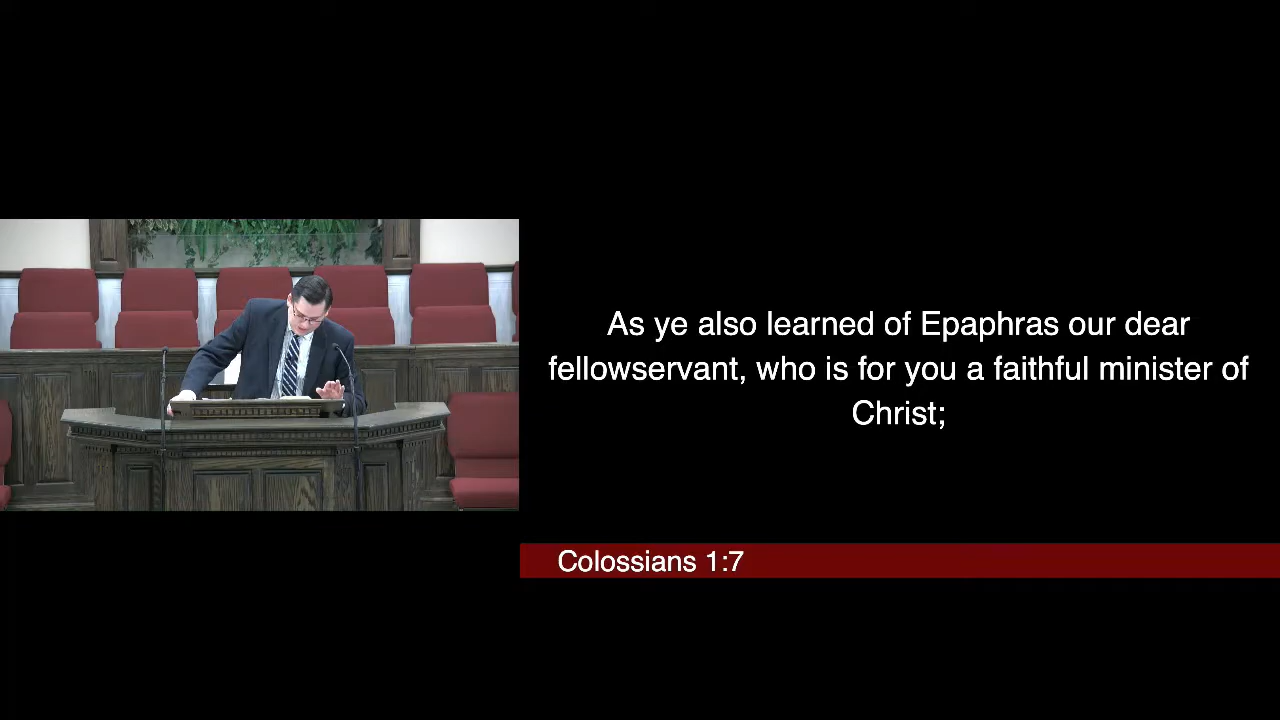 As ye also learned of Epaphras our dear
fellowservant, who is for you a faithful minister of
Christ;
Colossians 1:7